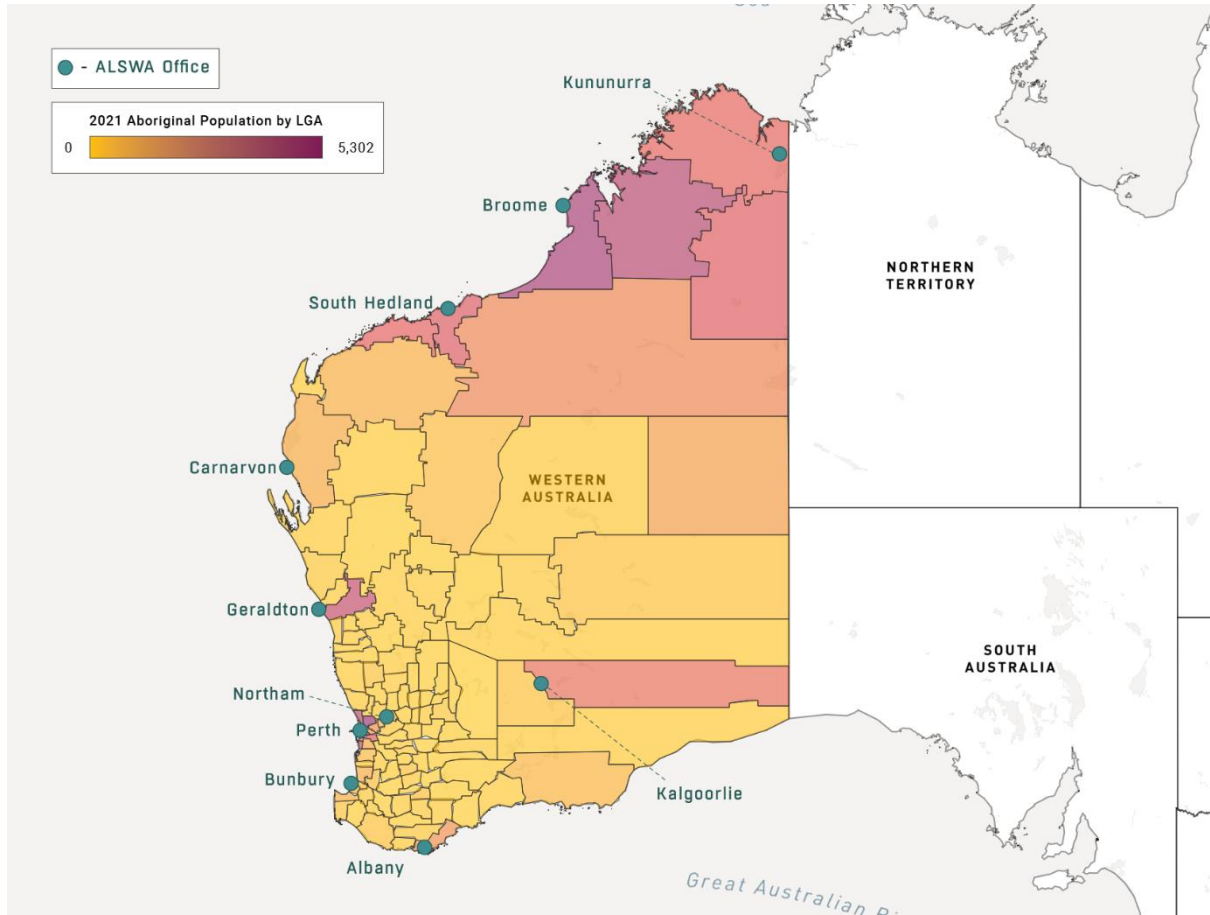 - ALSWA Office
2021 Aboriginal Population by LGA
0
5,302
Kununurra
Broome
NORTHERN
TERRITORY
South Hedland
Carnarvon
WESTERN
AUSTRALIA
Geraldton
SOUTH
AUSTRALIA
Northam
Perth
Bunbury
Kalgoorlie
Albany
Great Australian